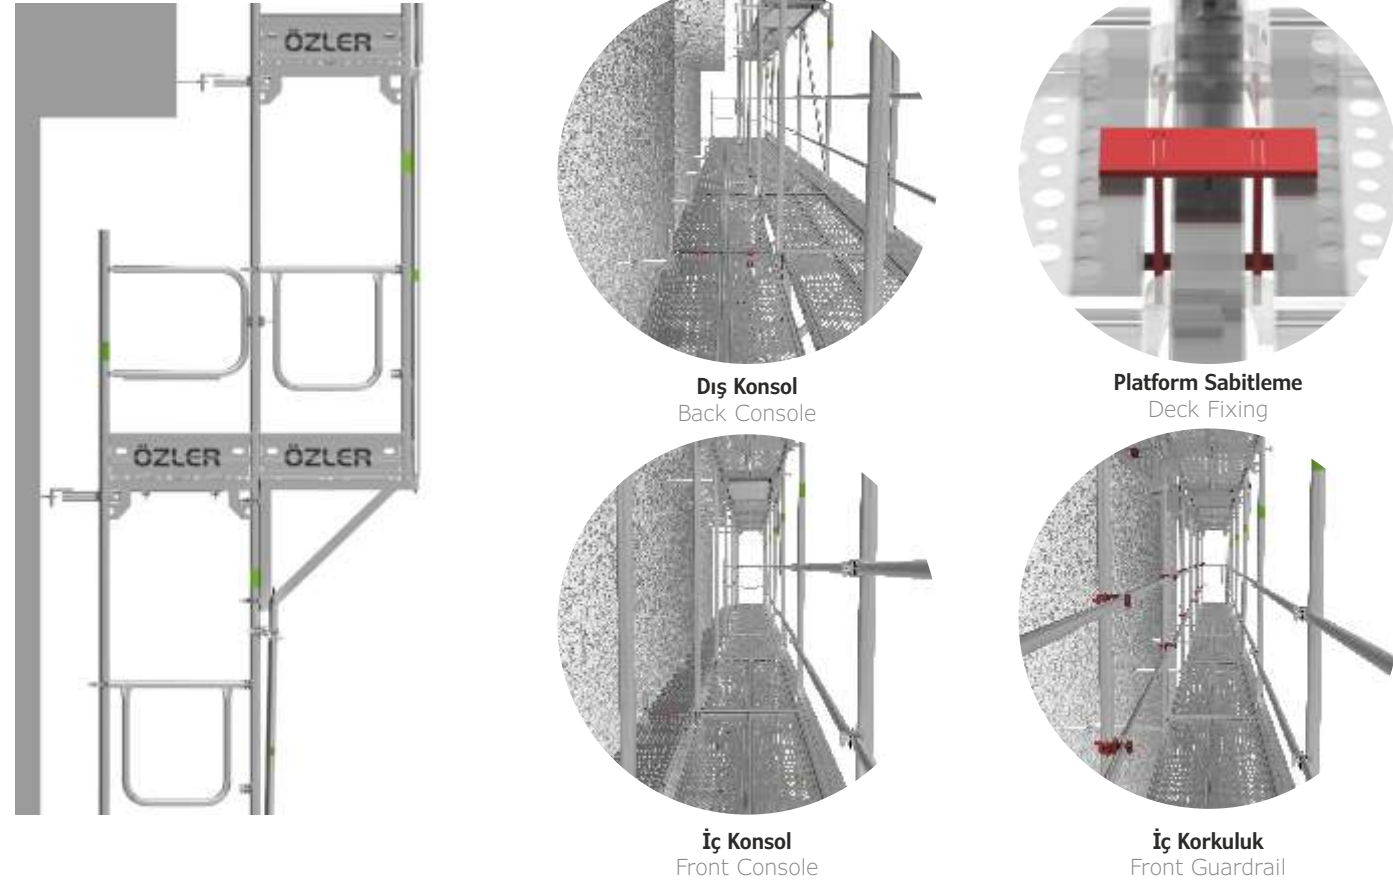 ÖZLER
ÖZLER ÖZLER
Dış Konsol
Back Console
Platform Sabitleme
Deck Fixing
İç Konsol
Front Console
İç Korkuluk
Front Guardrail